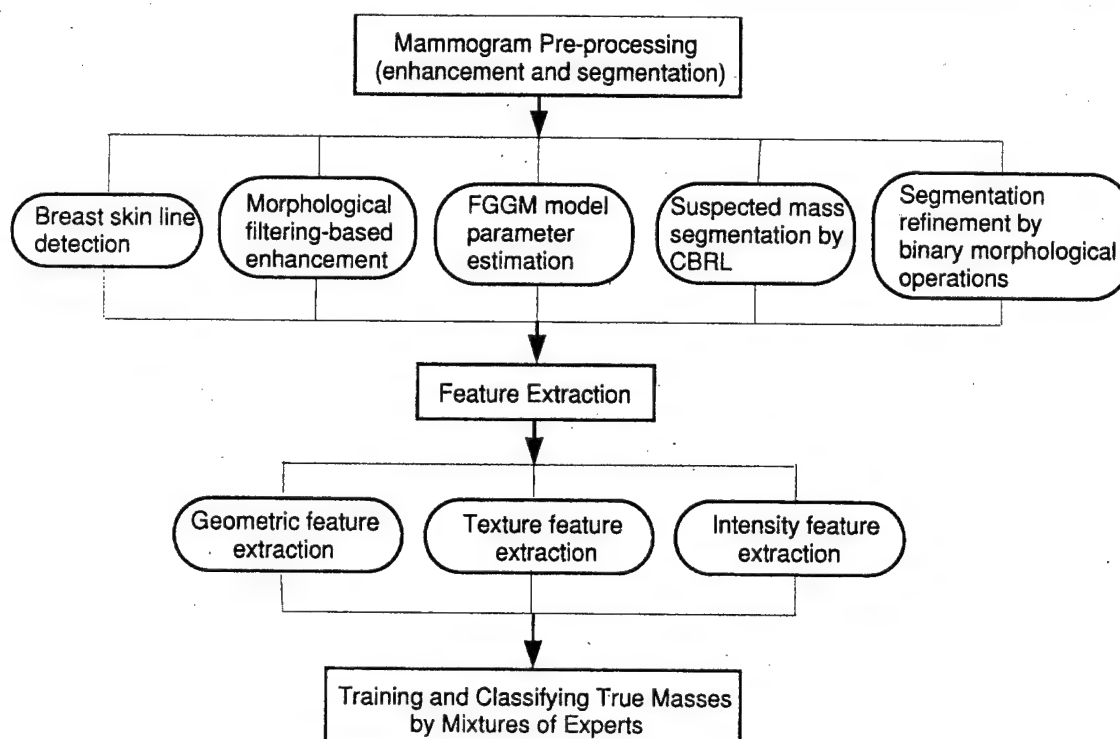 Mammogram Pre-processing
(enhancement and segmentation)
Breast skin line
detection
Morphological
filtering-based
enhancement
FGGM model
parameter
estimation
Suspected mass
segmentation by
CBRL
Segmentation
refinement by
binary morphological
operations
Feature Extraction
Geometric feature
extraction
Texture feature
extraction
Intensity feature
extraction
Training and Classifying True Masses
by Mixtures of Experts